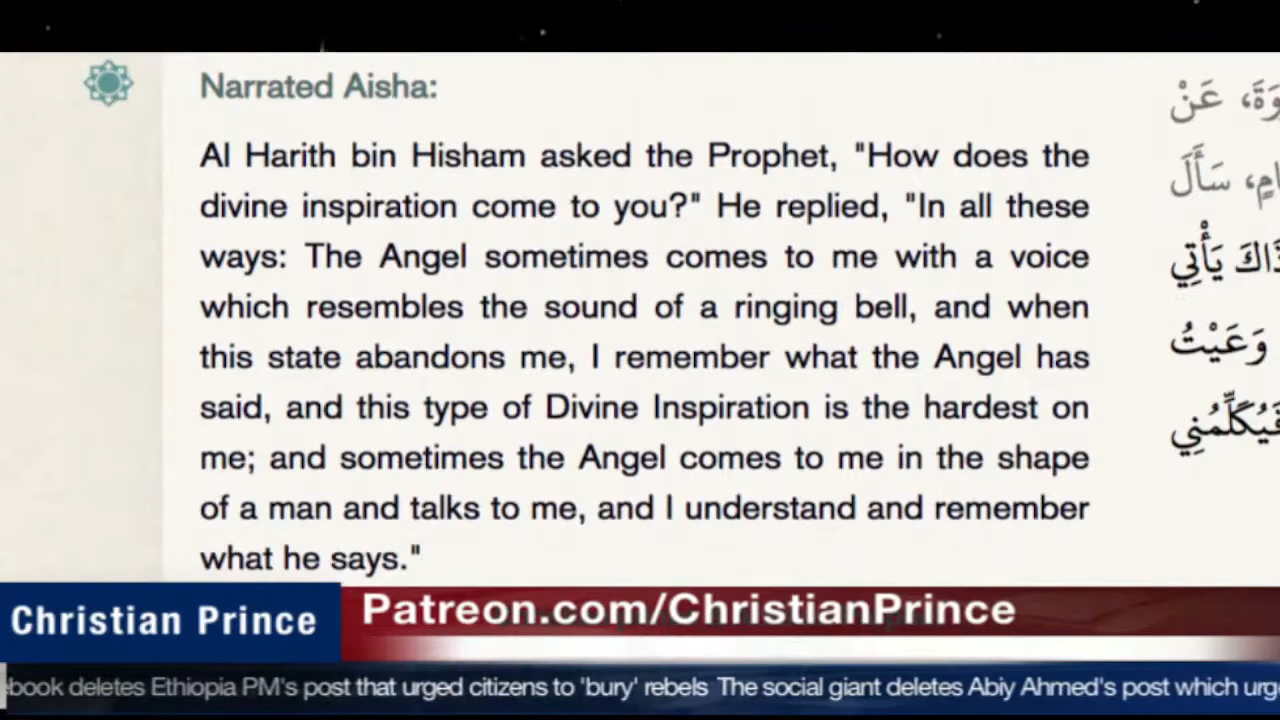 Narrated Aisha:
Al Harith bin Hisham asked the Prophet, "How does the
divine inspiration come to you?" He replied, "In all these
ways: The Angel sometimes comes to me with a voice
which resembles the sound of a ringing bell, and when
this state abandons me, I remember what the Angel has
said, and this type of Divine Inspiration is the hardest on
me; and sometimes the Angel comes to me in the shape
of a man and talks to me, and I understand and remember
what he says."
عَنْ
سَأَلَ
يَأْتِي
وَعَيْتُ
فَيُكَلِّمُنِي
Christian Prince
Patreon.com/ChristianPrince
deletes Ethiopia PM's post that urged citizens to 'bury' rebels The social giant deletes Abiy Ahmed's post which